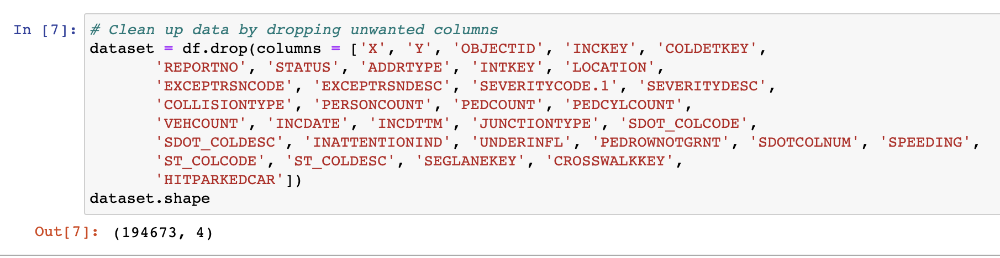 In [7]: # Clean up data by dropping unwanted columns
dataset = df.drop(columns = ['X', 'Y', 'OBJECTID', 'INCKEY', 'COLDETKEY',
'REPORTNO', 'STATUS', 'ADDRTYPE', 'INTKEY', 'LOCATION',
'EXCEPTRSNCODE', 'EXCEPTRSNDESC', 'SEVERITYCODE.1', 'SEVERITYDESC',
'COLLISIONTYPE', 'PERSONCOUNT', 'PEDCOUNT', 'PEDCYLCOUNT',
'VEHCOUNT', 'INCDATE', 'INCDTTM', 'JUNCTIONTYPE', 'SDOT_COLCODE',
'SDOT_COLDESC', 'INATTENTIONIND', 'UNDERINFL', 'PEDROWNOTGRNT', 'SDOTCOLNUM', 'SPEEDING',
'ST_COLCODE', 'ST_COLDESC', 'SEGLANEKEY', 'CROSSWALKKEY',
'HITPARKEDCAR'])
dataset.shape
Out[7]: (194673, 4)